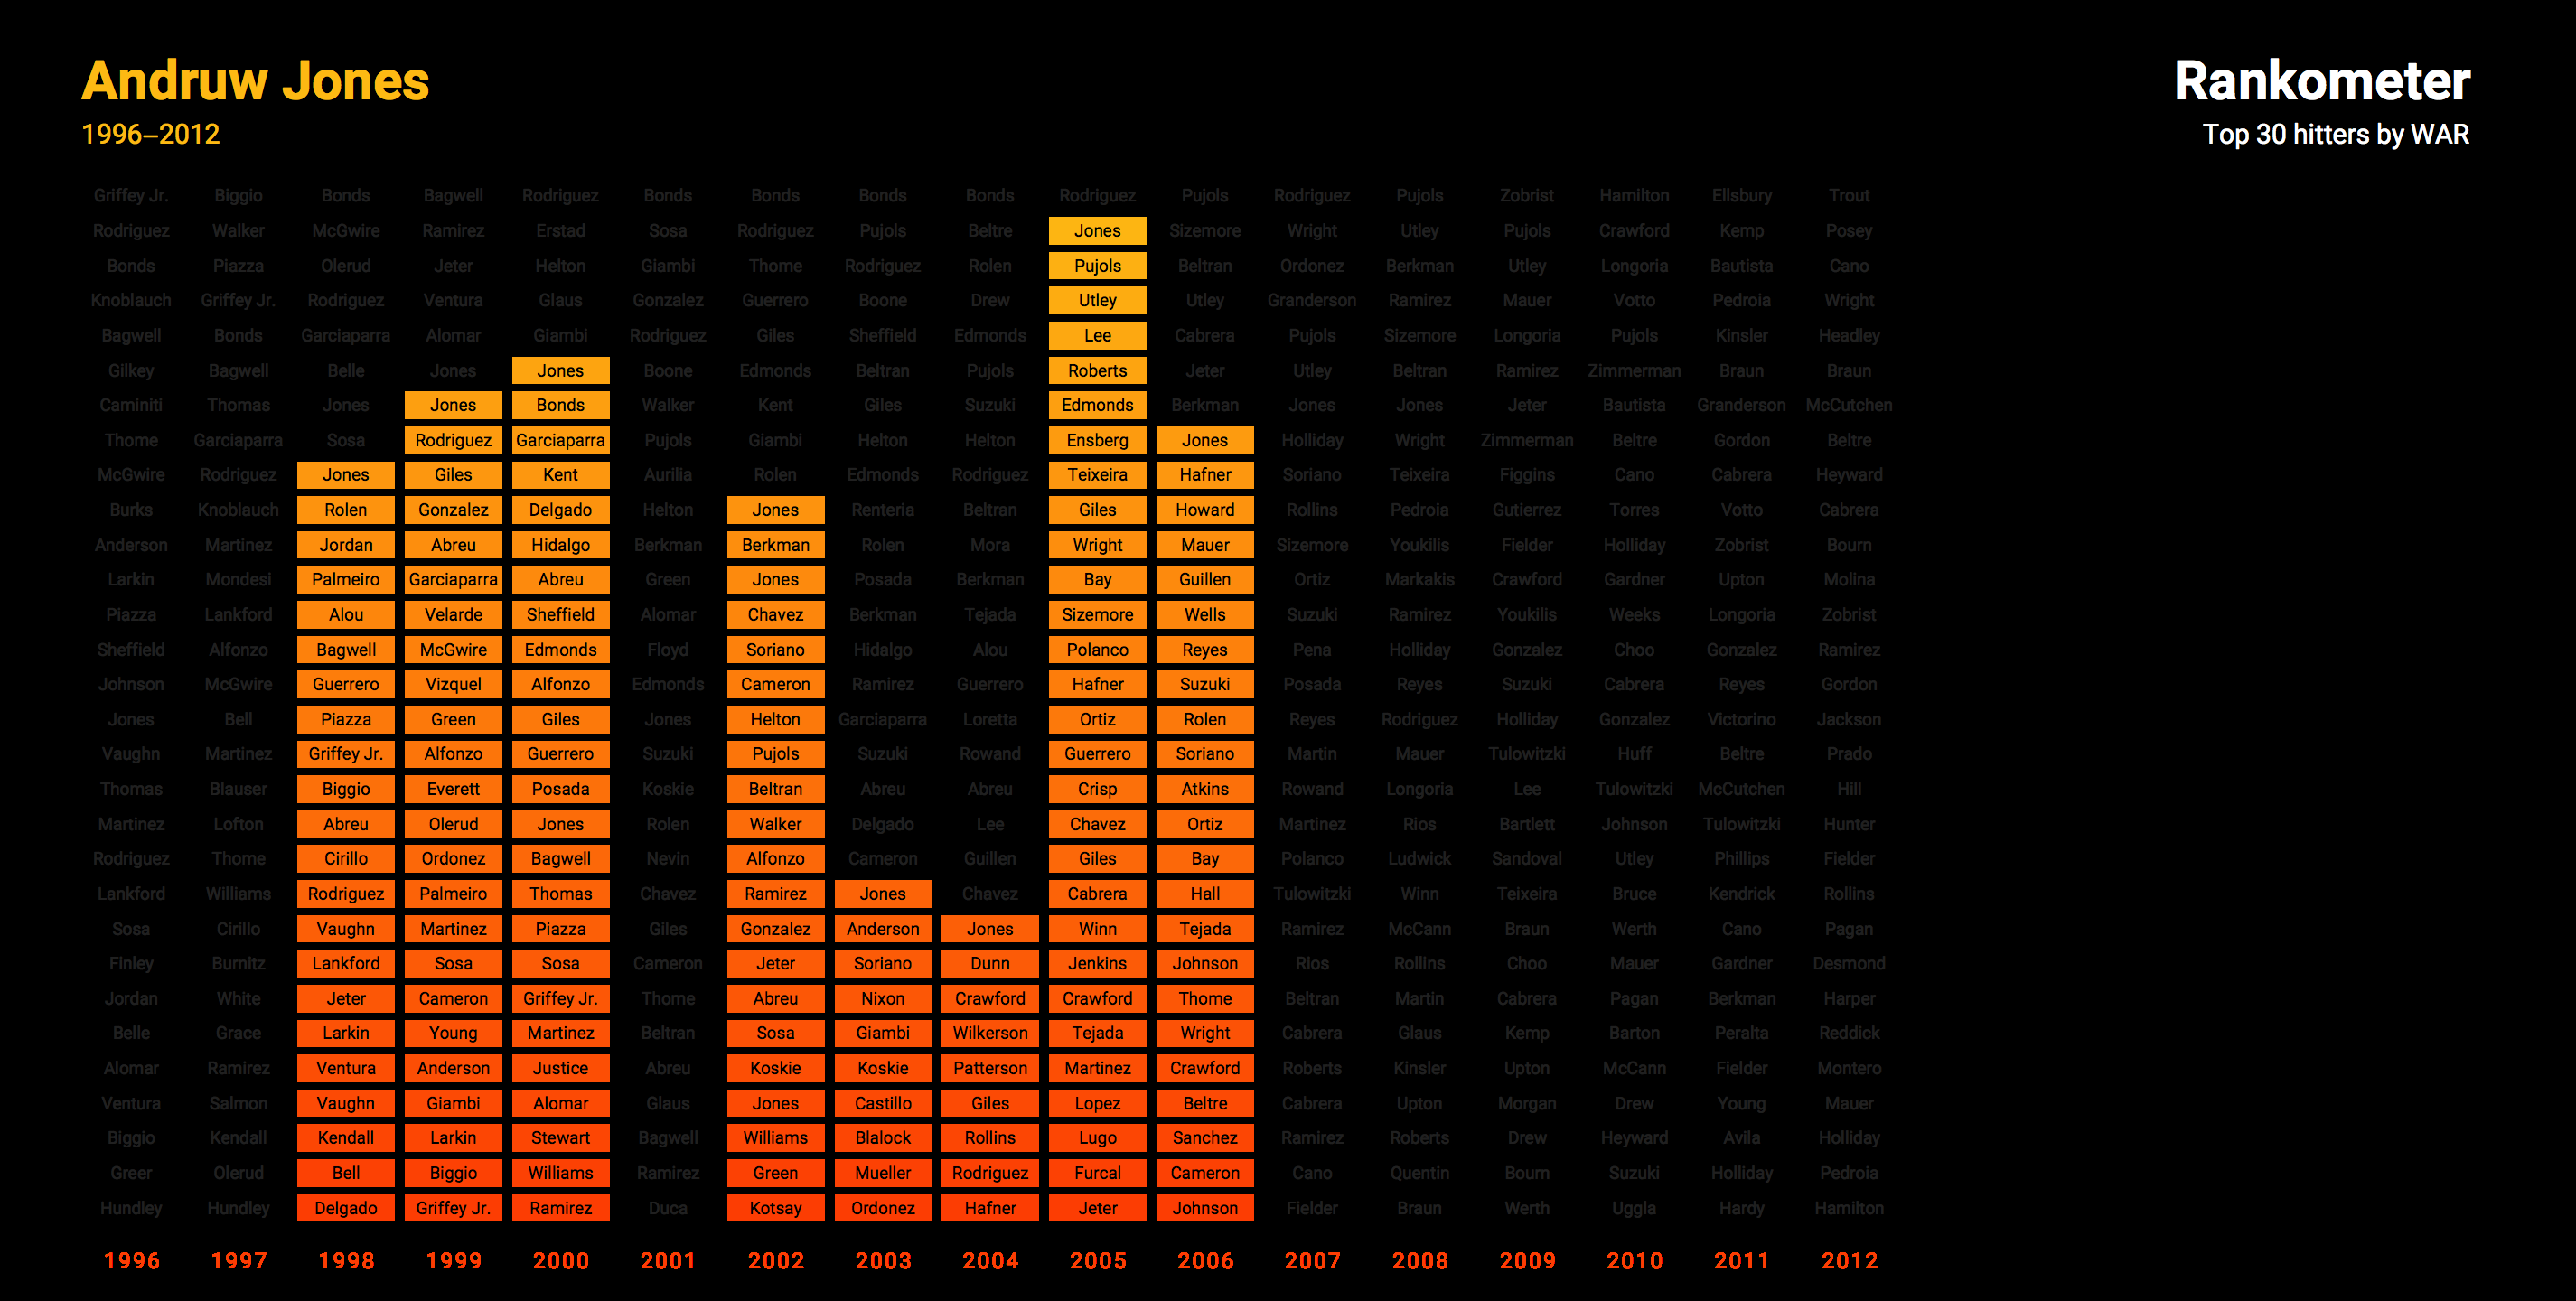 Andruw Jones
1996–2012
Rankometer
Top 30 hitters by WAR
Griffey Jr. Biggio Bonds Bagwell Rodriguez Bonds Bonds Bonds Bonds Rodriguez Pujols Rodriguez Pujols Zobrist Hamilton Ellsbury Trout
Rodriguez Walker McGwire Ramirez Erstad Sosa Rodriguez Pujols Beltre Jones Sizemore Wright Utley Pujols Crawford Kemp Posey
Bonds Piazza Olerud Jeter Helton Giambi Thome Rodriguez Rolen Pujols Beltran Ordonez Berkman Utley Longoria Bautista Cano
Knoblauch Griffey Jr. Rodriguez Ventura Glaus Gonzalez Guerrero Boone Drew Utley Utley Granderson Ramirez Mauer Votto Pedroia Wright
Bagwell Bonds Garciaparra Alomar Giambi Rodriguez Giles Sheffield Edmonds Lee Cabrera Pujols Sizemore Longoria Pujols Kinsler Headley
Gilkey Bagwell Belle Jones Jones Boone Edmonds Beltran Pujols Roberts Jeter Utley Beltran Ramirez Zimmerman Braun Braun
Caminiti Thomas Jones Jones Bonds Walker Kent Giles Suzuki Edmonds Berkman Jones Jones Jeter Bautista Granderson McCutchen
Thome Garciaparra Sosa Rodriguez Garciaparra Pujols Giambi Helton Helton Ensberg Jones Holliday Wright Zimmerman Beltre Gordon Beltre
McGwire Rodriguez Jones Giles Kent Aurilia Rolen Edmonds Rodriguez Teixeira Hafner Soriano Teixeira Figgins Cano Cabrera Heyward
Burks Knoblauch Rolen Gonzalez Delgado Helton Jones Renteria Beltran Giles Howard Rollins Pedroia Gutierrez Torres Votto Cabrera
Anderson Martinez Jordan Abreu Hidalgo Berkman Berkman Rolen Mora Wright Mauer Sizemore Youkilis Fielder Holliday Zobrist Bourn
Larkin Mondesi Palmeiro Garciaparra Abreu Green Jones Posada Berkman Bay Guillen Ortiz Markakis Crawford Gardner Upton Molina
Piazza Lankford Alou Velarde Sheffield Alomar Chavez Berkman Tejada Sizemore Wells Suzuki Ramirez Youkilis Weeks Longoria Zobrist
Sheffield Alfonzo Bagwell McGwire Edmonds Floyd Soriano Hidalgo Alou Polanco Reyes Pena Holliday Gonzalez Choo Gonzalez Ramirez
Johnson McGwire Guerrero Vizquel Alfonzo Edmonds Cameron Ramirez Guerrero Hafner Suzuki Posada Reyes Suzuki Cabrera Reyes Gordon
Jones Bell Piazza Green Giles Jones Helton Garciaparra Loretta Ortiz Rolen Reyes Rodriguez Holliday Gonzalez Victorino Jackson
Vaughn Martinez Griffey Jr. Alfonzo Guerrero Suzuki Pujols Suzuki Rowand Guerrero Soriano Martin Mauer Tulowitzki Huff Beltre Prado
Thomas Blauser Biggio Everett Posada Koskie Beltran Abreu Abreu Crisp Atkins Rowand Longoria Lee Tulowitzki McCutchen Hill
Martinez Lofton Abreu Olerud Jones Rolen Walker Delgado Lee Chavez Ortiz Martinez Rios Bartlett Johnson Tulowitzki Hunter
Rodriguez Thome Cirillo Ordonez Bagwell Nevin Alfonzo Cameron Guillen Giles Bay Polanco Ludwick Sandoval Utley Phillips Fielder
Lankford Williams Rodriguez Palmeiro Thomas Chavez Ramirez Jones Chavez Cabrera Hall Tulowitzki Winn Teixeira Bruce Kendrick Rollins
Sosa Cirillo Vaughn Martinez Piazza Giles Gonzalez Anderson Jones Winn Tejada Ramirez McCann Braun Werth Cano Pagan
Finley Burnitz Lankford Sosa Sosa Cameron Jeter Soriano Dunn Jenkins Johnson Rios Rollins Choo Mauer Gardner Desmond
Jordan White Jeter Cameron Griffey Jr. Thome Abreu Nixon Crawford Crawford Thome Beltran Martin Cabrera Pagan Berkman Harper
Belle Grace Larkin Young Martinez Beltran Sosa Giambi Wilkerson Tejada Wright Cabrera Glaus Kemp Barton Peralta Reddick
Alomar Ramirez Ventura Anderson Justice Abreu Koskie Koskie Patterson Martinez Crawford Roberts Kinsler Upton McCann Fielder Montero
Ventura Salmon Vaughn Giambi Alomar Glaus Jones Castillo Giles Lopez Beltre Cabrera Upton Morgan Drew Young Mauer
Biggio Kendall Kendall Larkin Stewart Bagwell Williams Blalock Rollins Lugo Sanchez Ramirez Roberts Drew Heyward Avila Holliday
Greer Olerud Bell Biggio Williams Ramirez Green Mueller Rodriguez Furcal Cameron Cano Quentin Bourn Suzuki Holliday Pedroia
Hundley Hundley Delgado Griffey Jr. Ramirez Duca Kotsay Ordonez Hafner Jeter Johnson Fielder Braun Werth Uggla Hardy Hamilton
1996 1997 1998 1999 2000 2001 2002 2003 2004 2005 2006 2007 2008 2009 2010 2011 2012